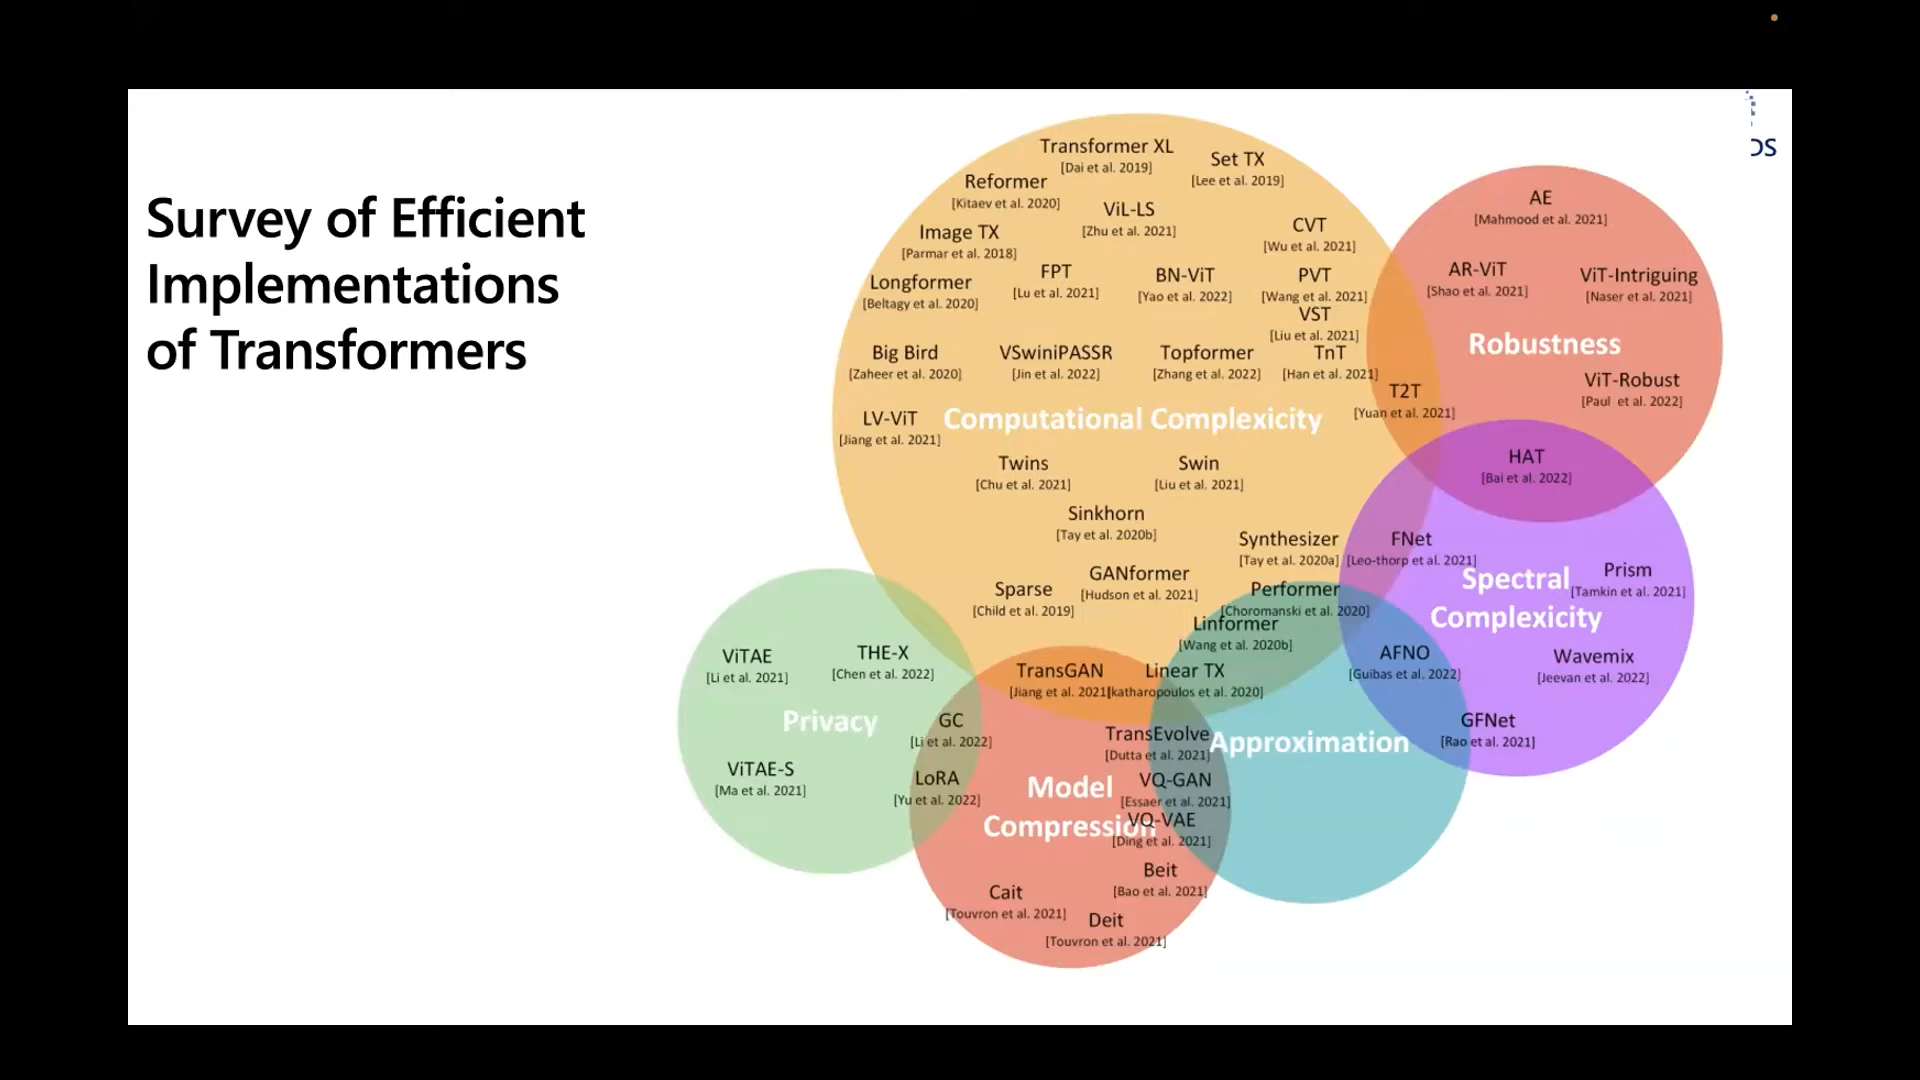 DS
Survey of Efficient
Implementations
of Transformers
Transformer XL
[Dai et al. 2019]
Set TX
[Lee et al. 2019]
Reformer
[Kitaev et al. 2020]
ViL-LS
[Zhu et al. 2021]
CVT
[Wu et al. 2021]
Image TX
[Parmar et al. 2018]
Longformer
[Beltagy et al. 2020]
FPT
[Lu et al. 2021]
BN-ViT
[Yao et al. 2022]
PVT
[Wang et al. 2021]
VST
[Liu et al. 2021]
Big Bird
[Zaheer et al. 2020]
VSwiniPASSR
[Jin et al. 2022]
Topformer
[Zhang et al. 2022]
TnT
[Han et al. 2021]
T2T
[Yuan et al. 2021]
LV-ViT
[Jiang et al. 2021]
Computational Complexicity
Twins
[Chu et al. 2021]
Swin
[Liu et al. 2021]
Sinkhorn
[Tay et al. 2020b]
Synthesizer
[Tay et al. 2020a]
GANformer
[Hudson et al. 2021]
Sparse
[Child et al. 2019]
Performer
[Choromanski et al. 2020]
Linformer
[Wang et al. 2020b]
TransGAN
[Jiang et al. 2021]
Linear TX
[katharopoulos et al. 2020]
AE
[Mahmood et al. 2021]
AR-ViT
[Shao et al. 2021]
ViT-Intriguing
[Naser et al. 2021]
Robustness
ViT-Robust
[Paul et al. 2022]
HAT
[Bai et al. 2022]
FNet
[Leo-thorp et al. 2021]
Spectral
Complexicity
Prism
[Tamkin et al. 2021]
AFNO
[Guibas et al. 2022]
Wavemix
[Jeevan et al. 2022]
GFNet
[Rao et al. 2021]
ViTAE
[Li et al. 2021]
THE-X
[Chen et al. 2022]
Privacy
GC
[Li et al. 2022]
ViTAE-S
[Ma et al. 2021]
LoRA
[Yu et al. 2022]
TransEvolve
[Dutta et al. 2021]
Approximation
Model
Compression
VQ-GAN
[Essaer et al. 2021]
VQ-VAE
[Ding et al. 2021]
Beit
[Bao et al. 2021]
Cait
[Touvron et al. 2021]
Deit
[Touvron et al. 2021]